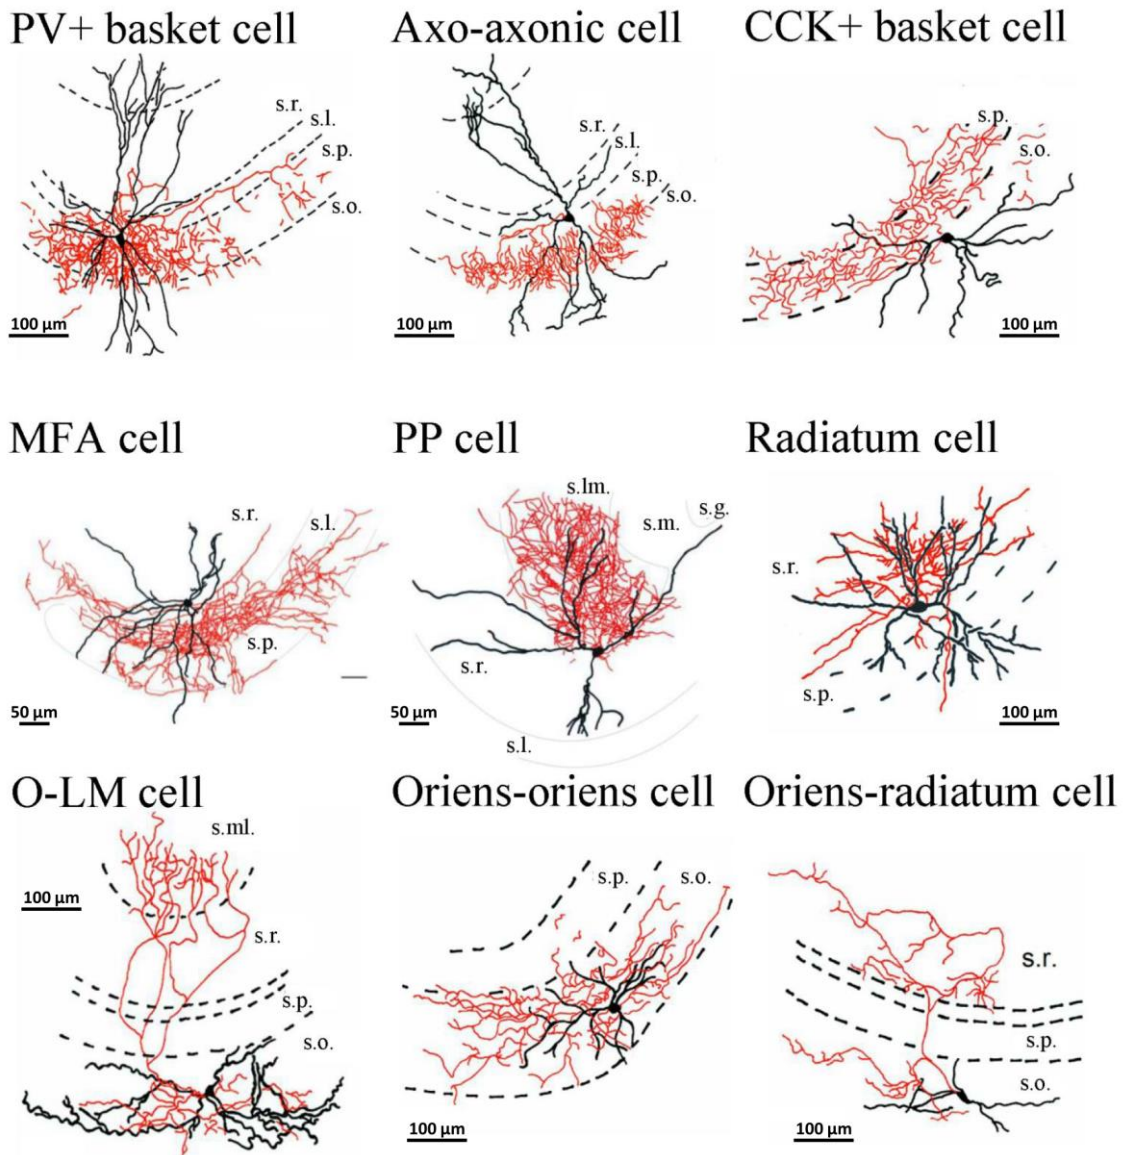 PV+ basket cell
s.r.
s.l.
s.p.
s.o.
100 µm
Axo-axonic cell
s.r.
s.l.
s.p.
s.o.
100 µm
CCK+ basket cell
s.p.
s.o.
100 µm
MFA cell
s.r.
s.l.
s.p.
50 µm
PP cell
s.lm.
s.m.
s.g.
s.r.
s.l.
50 µm
Radiatum cell
s.r.
s.p.
100 µm
O-LM cell
s.ml.
100 µm
s.r.
s.p.
s.o.
Oriens-oriens cell
s.p.
s.o.
100 µm
Oriens-radiatum cell
s.r.
s.p.
s.o.
100 µm